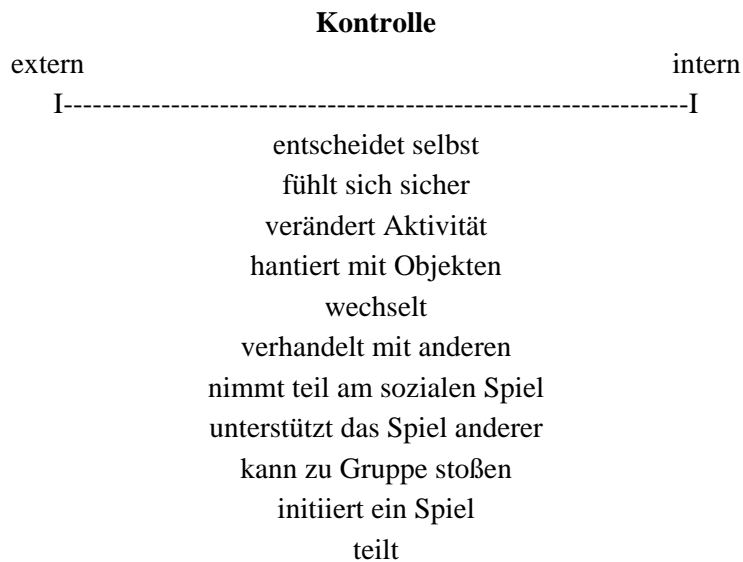 Kontrolle
extern intern
I----------------------------------------------------------------I
entscheidet selbst
fühlt sich sicher
verändert Aktivität
hantiert mit Objekten
wechselt
verhandelt mit anderen
nimmt teil am sozialen Spiel
unterstützt das Spiel anderer
kann zu Gruppe stoßen
initiiert ein Spiel
teilt